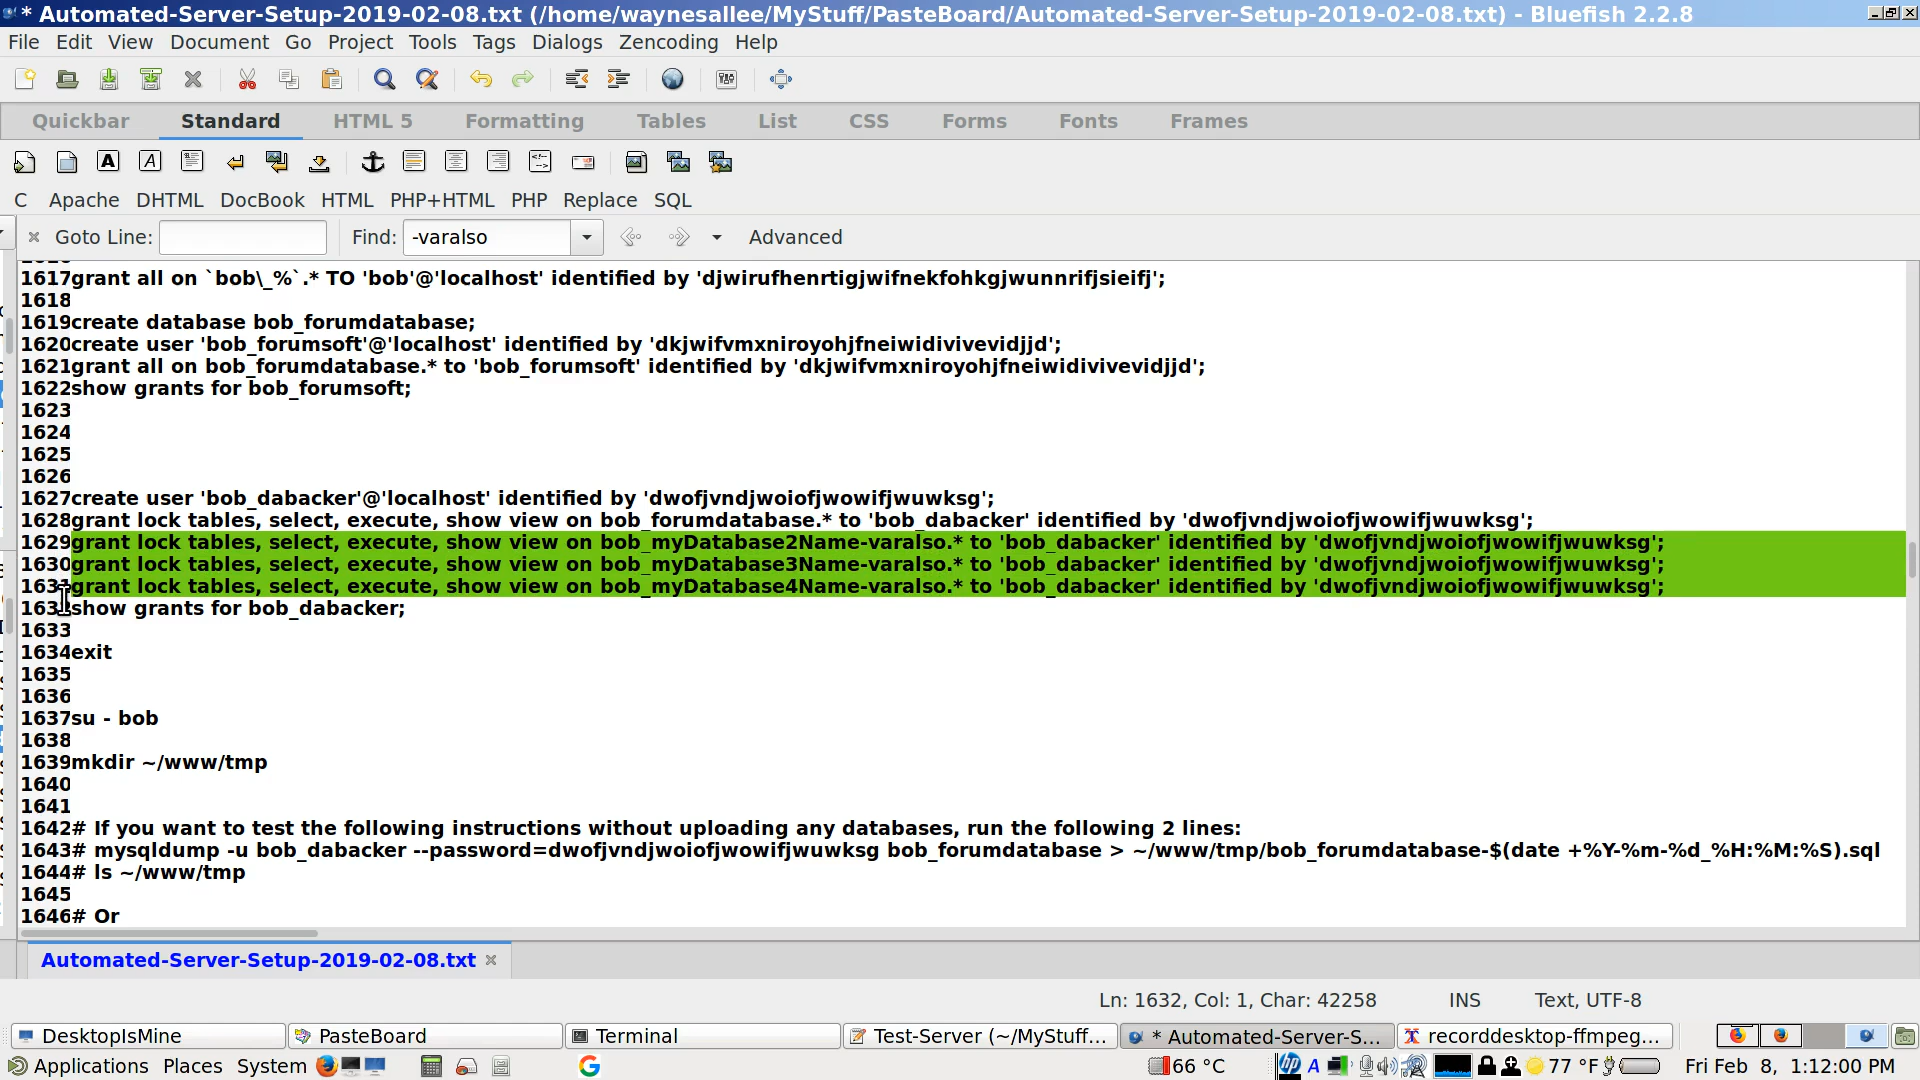 * Automated-Server-Setup-2019-02-08.txt (/home/waynesallee/MyStuff/PasteBoard/Automated-Server-Setup-2019-02-08.txt) - Bluefish 2.2.8
File Edit View Document Go Project Tools Tags Dialogs Zencoding Help
Quickbar Standard HTML 5 Formatting Tables List CSS Forms Fonts Frames
C Apache DHTML DocBook HTML PHP+HTML PHP Replace SQL
Goto Line: Find: -varalso Advanced
1617grant all on `bob\_%`.* TO 'bob'@'localhost' identified by 'djwirufhenrtigjwifnekfohkgjwunnrifjsieifj';
1618
1619create database bob_forumdatabase;
1620create user 'bob_forumsoft'@'localhost' identified by 'dkjwifvmxniroyohjfneiwidivivevidjjd';
1621grant all on bob_forumdatabase.* to 'bob_forumsoft' identified by 'dkjwifvmxniroyohjfneiwidivivevidjjd';
1622show grants for bob_forumsoft;
1623
1624
1625
1626
1627create user 'bob_dabacker'@'localhost' identified by 'dwofjvndjwoiofjwowifjwuwksg';
1628grant lock tables, select, execute, show view on bob_forumdatabase.* to 'bob_dabacker' identified by 'dwofjvndjwoiofjwowifjwuwksg';
1629grant lock tables, select, execute, show view on bob_myDatabase2Name-varalso.* to 'bob_dabacker' identified by 'dwofjvndjwoiofjwowifjwuwksg';
1630grant lock tables, select, execute, show view on bob_myDatabase3Name-varalso.* to 'bob_dabacker' identified by 'dwofjvndjwoiofjwowifjwuwksg';
1631grant lock tables, select, execute, show view on bob_myDatabase4Name-varalso.* to 'bob_dabacker' identified by 'dwofjvndjwoiofjwowifjwuwksg';
1632show grants for bob_dabacker;
1633
1634exit
1635
1636
1637su - bob
1638
1639mkdir ~/www/tmp
1640
1641
1642# If you want to test the following instructions without uploading any databases, run the following 2 lines:
1643# mysqldump -u bob_dabacker --password=dwofjvndjwoiofjwowifjwuwksg bob_forumdatabase > ~/www/tmp/bob_forumdatabase-$(date +%Y-%m-%d_%H:%M:%S).sql
1644# ls ~/www/tmp
1645
1646# Or
Automated-Server-Setup-2019-02-08.txt
Ln: 1632, Col: 1, Char: 42258 INS Text, UTF-8
DesktopIsMine PasteBoard Terminal Test-Server (~/MyStuff... * Automated-Server-S... recorddesktop-ffmpeg...
Applications Places System 66 °C 77 °F Fri Feb 8, 1:12:00 PM